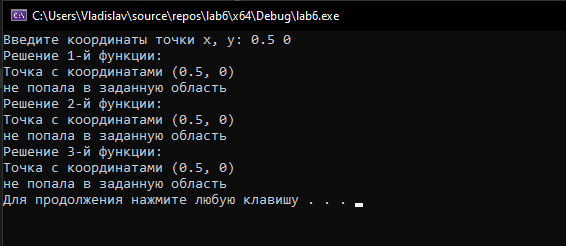 C:\Users\Vladislav\source\repos\lab6\x64\Debug\lab6.exe
Введите координаты точки x, y: 0.5 0
Решение 1-й функции:
Точка с координатами (0.5, 0)
не попала в заданную область
Решение 2-й функции:
Точка с координатами (0.5, 0)
не попала в заданную область
Решение 3-й функции:
Точка с координатами (0.5, 0)
не попала в заданную область
Для продолжения нажмите любую клавишу . . .